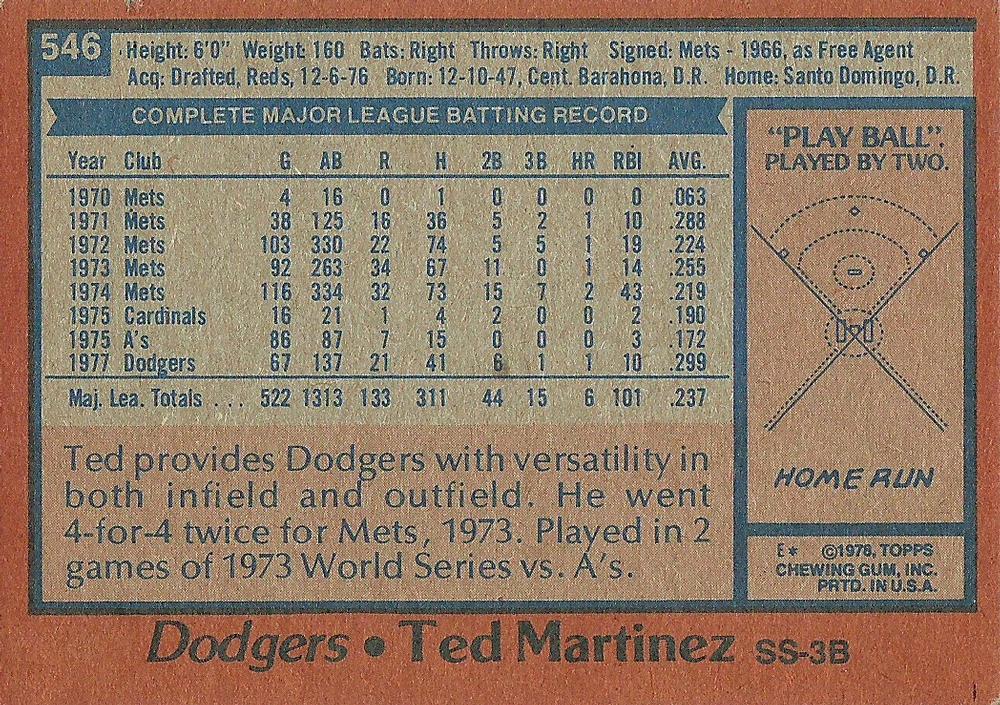 546
Height: 6'0" Weight: 160 Bats: Right Throws: Right Signed: Mets - 1966, as Free Agent
Acq: Drafted, Reds, 12-6-76 Born: 12-10-47, Cent. Barahona, D.R. Home: Santo Domingo, D.R.
COMPLETE MAJOR LEAGUE BATTING RECORD
Year Club G AB R H 2B 3B HR RBI AVG.
1970 Mets 4 16 0 1 0 0 0 0 .063
1971 Mets 38 125 16 36 5 2 1 10 .288
1972 Mets 103 330 22 74 5 5 1 19 .224
1973 Mets 92 263 34 67 11 0 1 14 .255
1974 Mets 116 334 32 73 15 7 2 43 .219
1975 Cardinals 16 21 1 4 2 0 0 2 .190
1975 A's 86 87 7 15 0 0 0 3 .172
1977 Dodgers 67 137 21 41 6 1 1 10 .299
Maj. Lea. Totals . . . 522 1313 133 311 44 15 6 101 .237
Ted provides Dodgers with versatility in
both infield and outfield. He went
4-for-4 twice for Mets, 1973. Played in 2
games of 1973 World Series vs. A's.
"PLAY BALL".
PLAYED BY TWO.
HOME RUN
E* ©1978, TOPPS
CHEWING GUM, INC.
PRTD. IN U.S.A.
Dodgers • Ted Martinez SS-3B